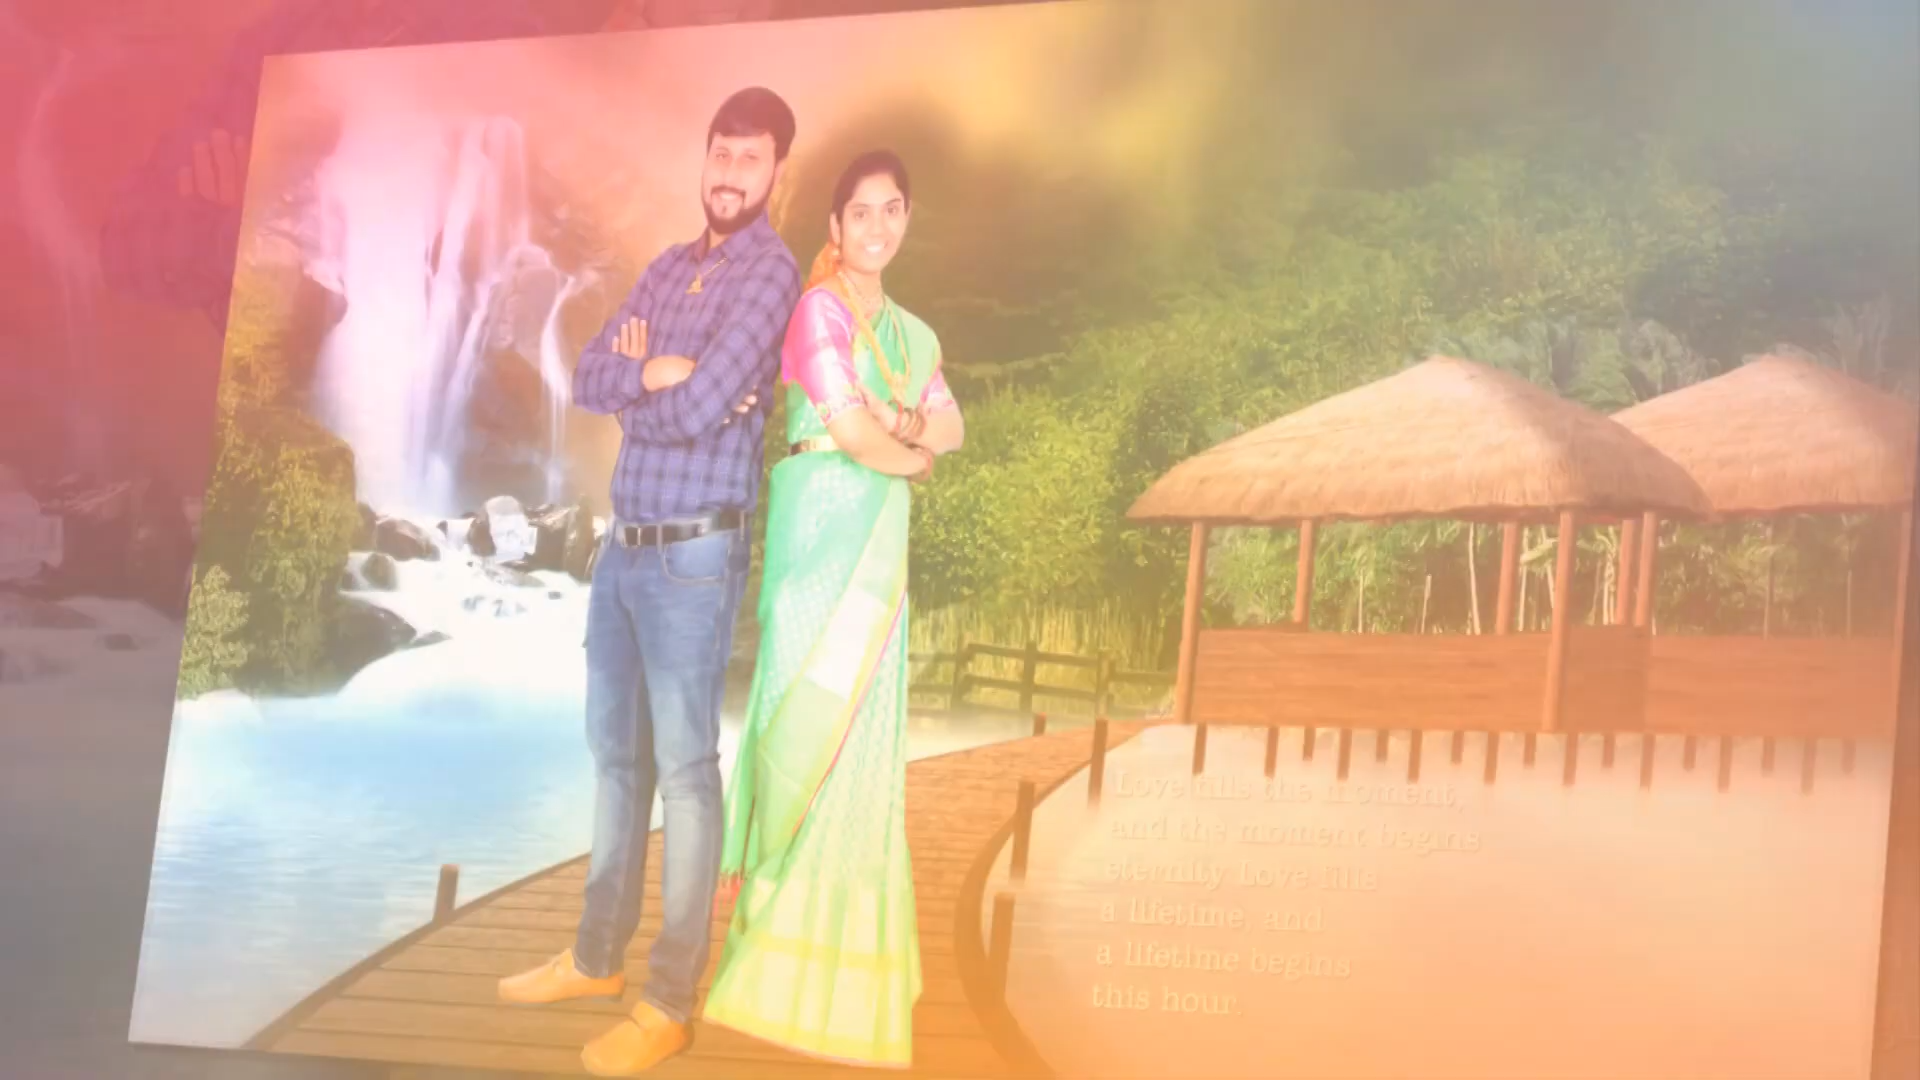 Love fills the moment,
and the moment begins
eternity Love fills
a lifetime, and
a lifetime begins
this hour.